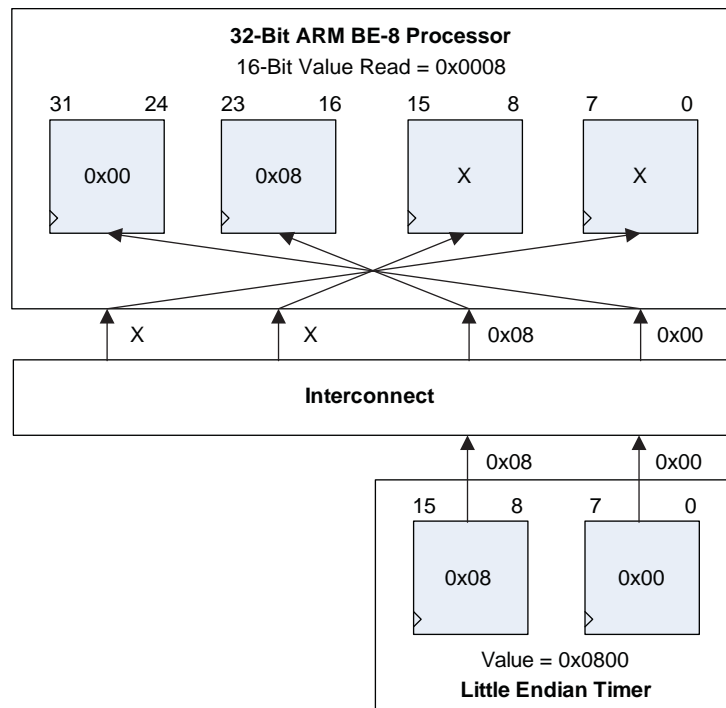 32-Bit ARM BE-8 Processor
16-Bit Value Read = 0x0008
31 24 23 16 15 8 7 0
0x00 0x08 X X
X X 0x08 0x00
Interconnect
0x08 0x00
15 8 7 0
0x08 0x00
Value = 0x0800
Little Endian Timer